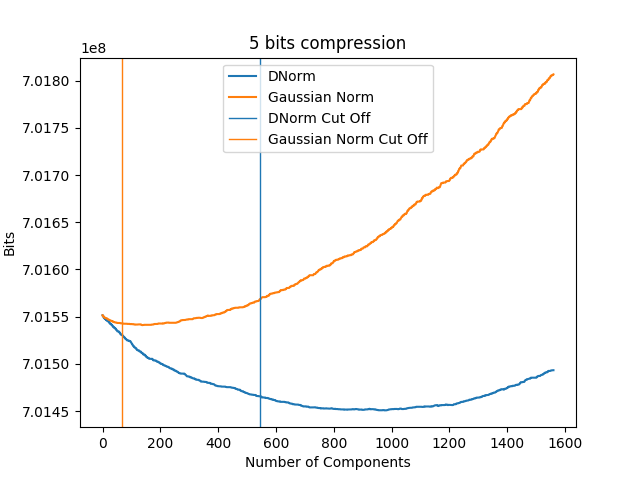 5 bits compression
1e8
DNorm
Gaussian Norm
DNorm Cut Off
Gaussian Norm Cut Off
7.0180
7.0175
7.0170
7.0165
7.0160
7.0155
7.0150
7.0145
Bits
0 200 400 600 800 1000 1200 1400 1600
Number of Components